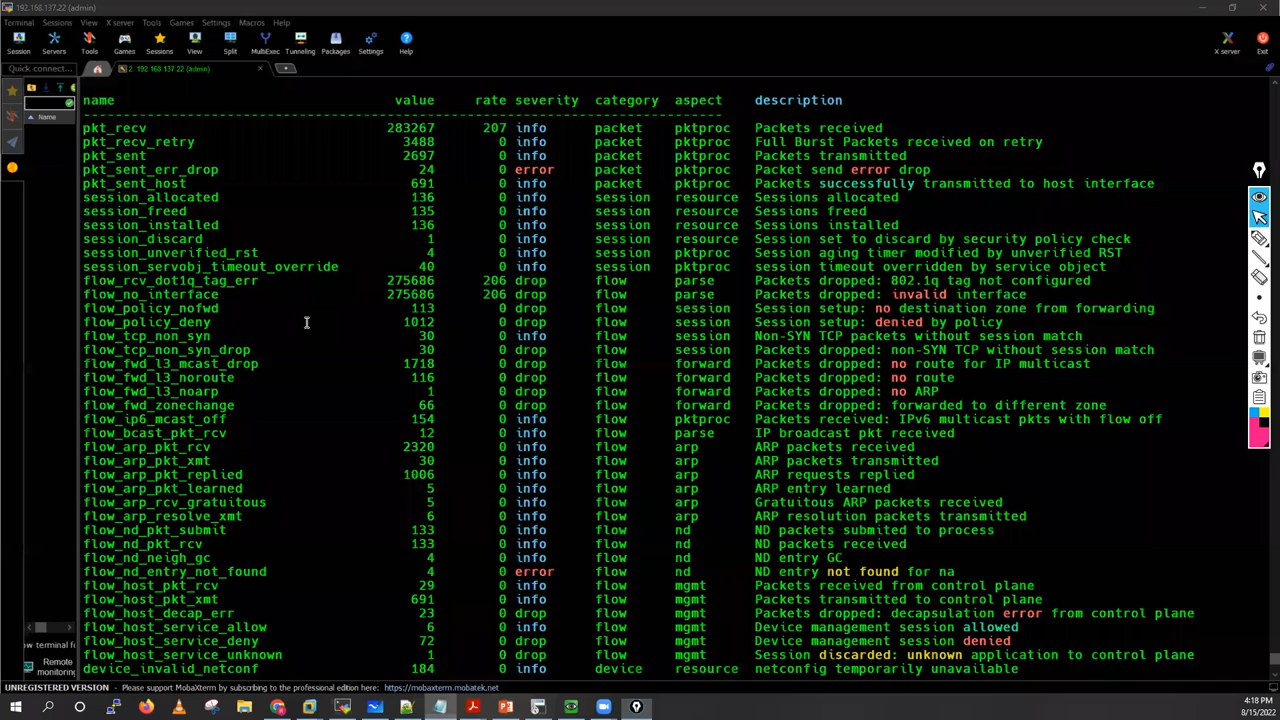 192.168.137.22 (admin)
Terminal Sessions View X server Tools Games Settings Macros Help
Session Servers Tools Games Sessions View Split MultiExec Tunneling Packages Settings Help X server Exit
Quick connect... 2. 192.168.137.22 (admin)
Name
name value rate severity category aspect description
pkt_recv 283267 207 info packet pktproc Packets received
pkt_recv_retry 3488 0 info packet pktproc Full Burst Packets received on retry
pkt_sent 2697 0 info packet pktproc Packets transmitted
pkt_sent_err_drop 24 0 error packet pktproc Packet send error drop
pkt_sent_host 691 0 info packet pktproc Packets successfully transmitted to host interface
session_allocated 136 0 info session resource Sessions allocated
session_freed 135 0 info session resource Sessions freed
session_installed 136 0 info session resource Sessions installed
session_discard 1 0 info session resource Session set to discard by security policy check
session_unverified_rst 4 0 info session pktproc Session aging timer modified by unverified RST
session_servobj_timeout_override 40 0 info session pktproc session timeout overridden by service object
flow_rcv_dot1q_tag_err 275686 206 drop flow parse Packets dropped: 802.1q tag not configured
flow_no_interface 275686 206 drop flow parse Packets dropped: invalid interface
flow_policy_nofwd 113 0 drop flow session Session setup: no destination zone from forwarding
flow_policy_deny 1012 0 drop flow session Session setup: denied by policy
flow_tcp_non_syn 30 0 info flow session Non-SYN TCP packets without session match
flow_tcp_non_syn_drop 30 0 drop flow session Packets dropped: non-SYN TCP without session match
flow_fwd_l3_mcast_drop 1718 0 drop flow forward Packets dropped: no route for IP multicast
flow_fwd_l3_noroute 116 0 drop flow forward Packets dropped: no route
flow_fwd_l3_noarp 1 0 drop flow forward Packets dropped: no ARP
flow_fwd_zonechange 66 0 drop flow forward Packets dropped: forwarded to different zone
flow_ip6_mcast_off 154 0 info flow pktproc Packets received: IPv6 multicast pkts with flow off
flow_bcast_pkt_rcv 12 0 info flow parse IP broadcast pkt received
flow_arp_pkt_rcv 2320 0 info flow arp ARP packets received
flow_arp_pkt_xmt 30 0 info flow arp ARP packets transmitted
flow_arp_pkt_replied 1006 0 info flow arp ARP requests replied
flow_arp_pkt_learned 5 0 info flow arp ARP entry learned
flow_arp_rcv_gratuitous 5 0 info flow arp Gratuitous ARP packets received
flow_arp_resolve_xmt 6 0 info flow arp ARP resolution packets transmitted
flow_nd_pkt_submit 133 0 info flow nd ND packets submited to process
flow_nd_pkt_rcv 133 0 info flow nd ND packets received
flow_nd_neigh_gc 4 0 info flow nd ND entry GC
flow_nd_entry_not_found 4 0 error flow nd ND entry not found for na
flow_host_pkt_rcv 29 0 info flow mgmt Packets received from control plane
flow_host_pkt_xmt 691 0 info flow mgmt Packets transmitted to control plane
flow_host_decap_err 23 0 drop flow mgmt Packets dropped: decapsulation error from control plane
flow_host_service_allow 6 0 info flow mgmt Device management session allowed
flow_host_service_deny 72 0 drop flow mgmt Device management session denied
flow_host_service_unknown 1 0 drop flow mgmt Session discarded: unknown application to control plane
device_invalid_netconf 184 0 info device resource netconfig temporarily unavailable
ow terminal fo
Remote
monitoring
UNREGISTERED VERSION - Please support MobaXterm by subscribing to the professional edition here: https://mobaxterm.mobatek.net
4:18 PM
8/15/2022